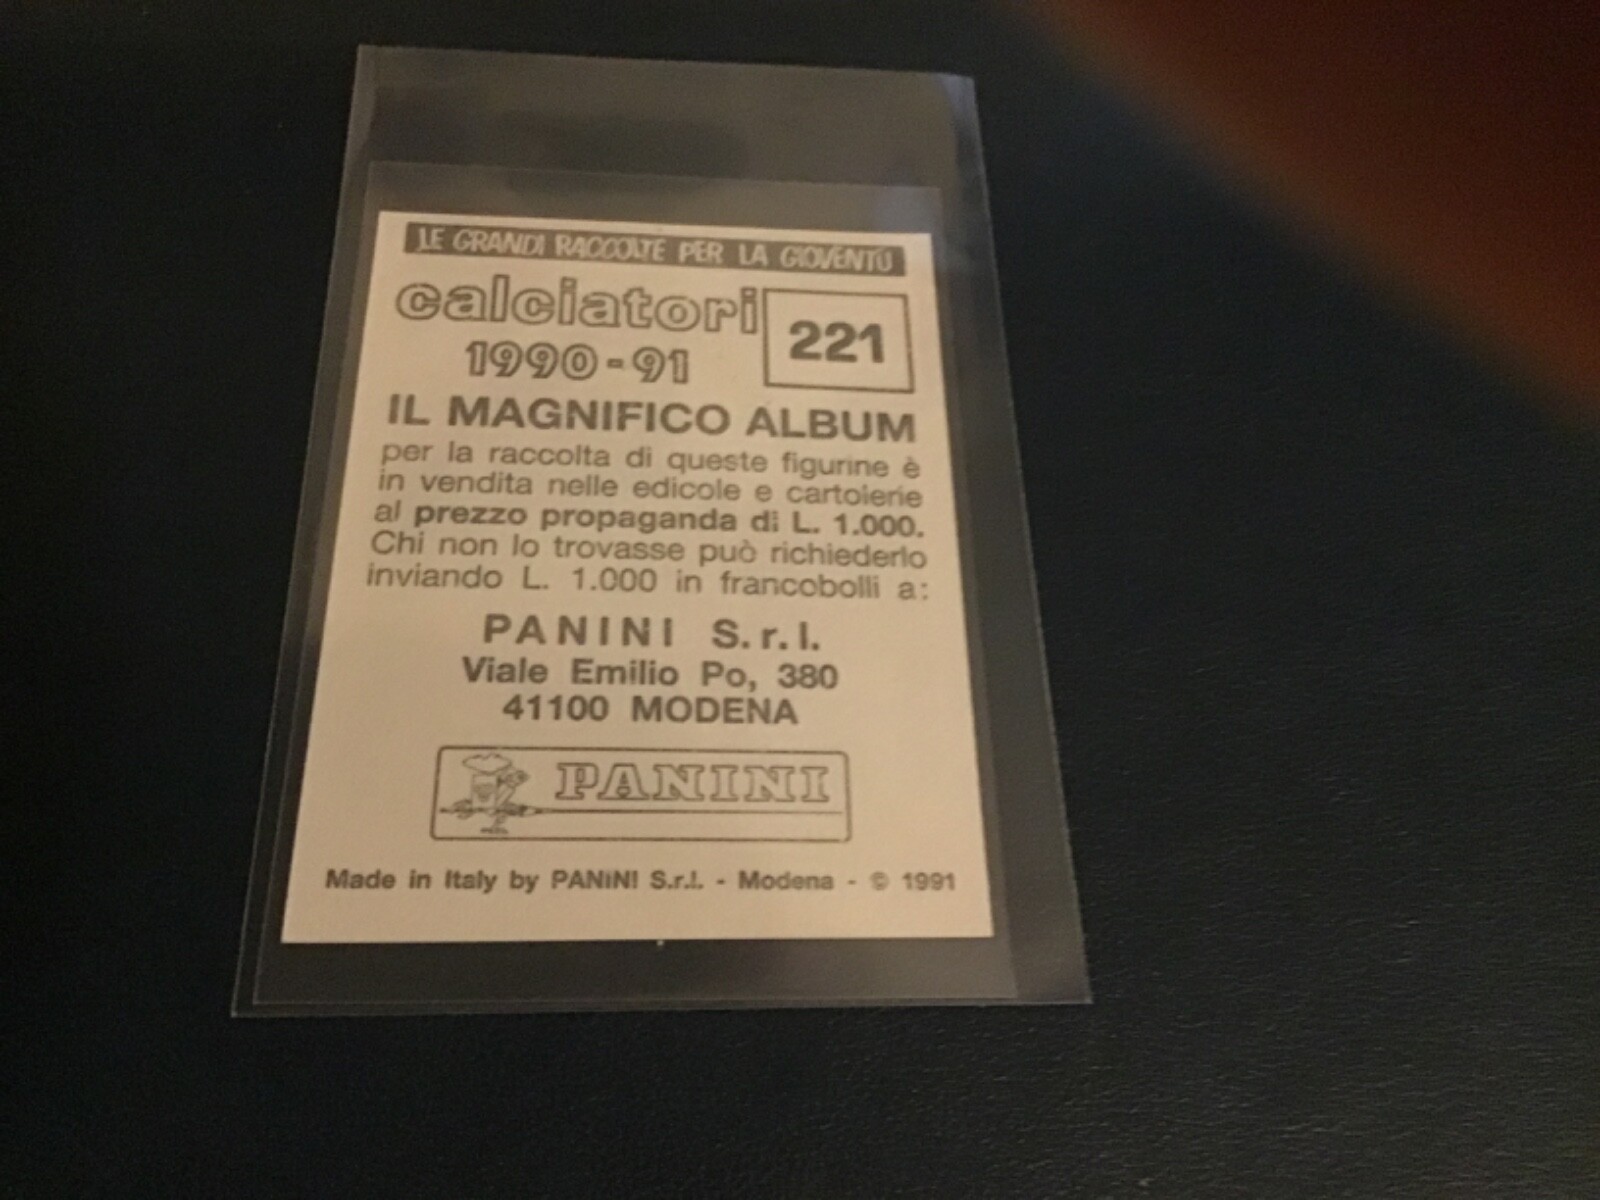 LE GRANDI RACCOLTE PER LA GIOVENTÙ
calciatori
1990-91
221
IL MAGNIFICO ALBUM
per la raccolta di queste figurine è
in vendita nelle edicole e cartolerie
al prezzo propaganda di L. 1.000.
Chi non lo trovasse può richiederlo
inviando L. 1.000 in francobolli a:
PANINI S.r.l.
Viale Emilio Po, 380
41100 MODENA
PANINI
Made in Italy by PANINI S.r.l. - Modena - © 1991